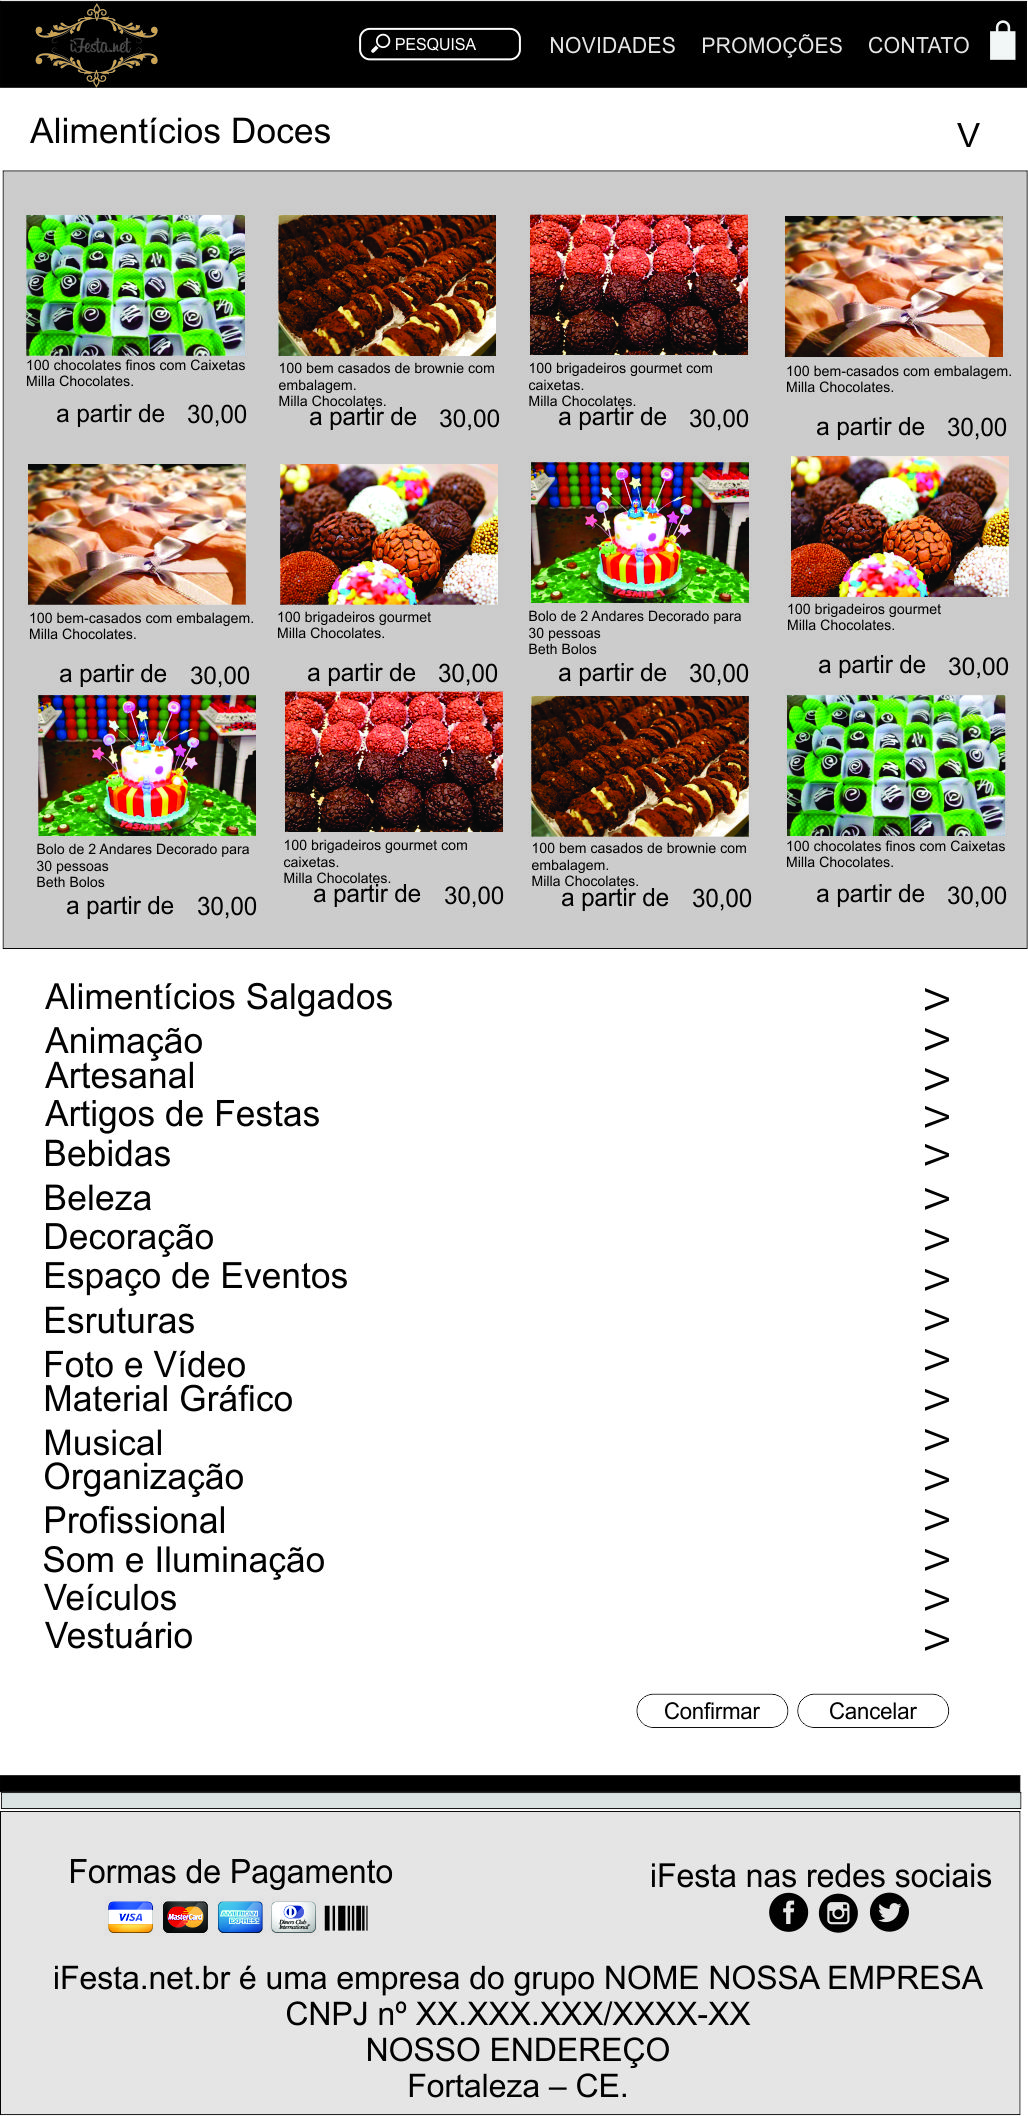 iFesta.net
PESQUISA
NOVIDADES
PROMOÇÕES
CONTATO
Alimentícios Doces
V
100 chocolates finos com Caixetas
Milla Chocolates.
a partir de 30,00
100 bem casados de brownie com
embalagem.
Milla Chocolates.
a partir de 30,00
100 brigadeiros gourmet com
caixetas.
Milla Chocolates.
a partir de 30,00
100 bem-casados com embalagem.
Milla Chocolates.
a partir de 30,00
100 bem-casados com embalagem.
Milla Chocolates.
a partir de 30,00
100 brigadeiros gourmet
Milla Chocolates.
a partir de 30,00
Bolo de 2 Andares Decorado para
30 pessoas
Beth Bolos
a partir de 30,00
100 brigadeiros gourmet
Milla Chocolates.
a partir de 30,00
Bolo de 2 Andares Decorado para
30 pessoas
Beth Bolos
a partir de 30,00
100 brigadeiros gourmet com
caixetas.
Milla Chocolates.
a partir de 30,00
100 bem casados de brownie com
embalagem.
Milla Chocolates.
a partir de 30,00
100 chocolates finos com Caixetas
Milla Chocolates.
a partir de 30,00
Alimentícios Salgados >
Animação >
Artesanal >
Artigos de Festas >
Bebidas >
Beleza >
Decoração >
Espaço de Eventos >
Esruturas >
Foto e Vídeo >
Material Gráfico >
Musical >
Organização >
Profissional >
Som e Iluminação >
Veículos >
Vestuário >
Confirmar
Cancelar
Formas de Pagamento
VISA
MasterCard
AMERICAN
EXPRESS
Diners Club
International
iFesta nas redes sociais
iFesta.net.br é uma empresa do grupo NOME NOSSA EMPRESA
CNPJ nº XX.XXX.XXX/XXXX-XX
NOSSO ENDEREÇO
Fortaleza – CE.